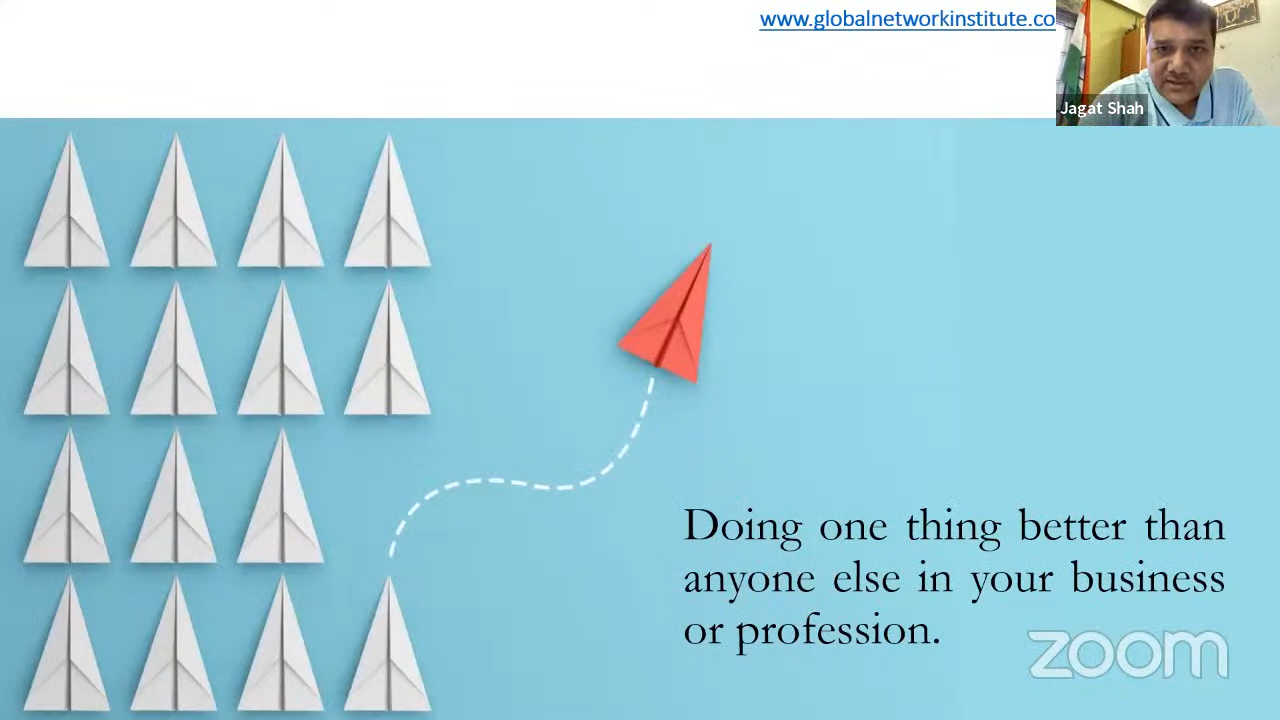 www.globalnetworkinstitute.co
Jagat Shah
Doing one thing better than
anyone else in your business
or profession.
zoom